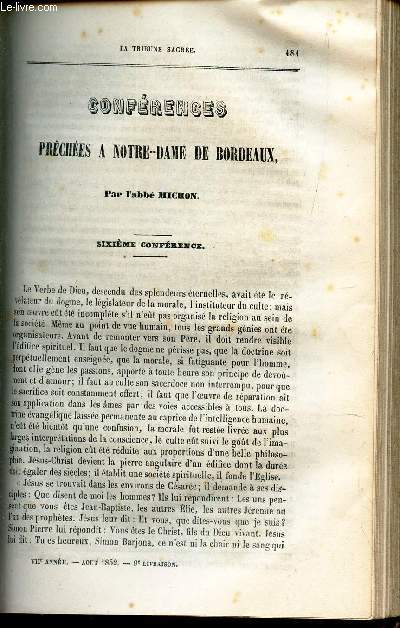 Le-Livre.com
LA TRIBUNE SACRÉE.
481
CONFÉRENCES
PRÊCHÉES A NOTRE-DAME DE BORDEAUX,
Par l'abbé MICHON.
SIXIÈME CONFÉRENCE.
Le Verbe de Dieu, descendu des splendeurs éternelles, avait été le ré-
vélateur du dogme, le législateur de la morale, l'instituteur du culte; mais
son œuvre eût été incomplète s'il n'eût pas organisé la religion au sein de
la société. Même au point de vue humain, tous les grands génies ont été
organisateurs. Avant de remonter vers son Père, il doit rendre visible
l'édifice spirituel. Il faut que le dogme ne périsse pas, que la doctrine soit
perpétuellement enseignée, que la morale, si fatigante pour l'homme,
dont elle gêne les passions, apporte à toute heure son principe de dévou-
ment et d'amour; il faut au culte son sacerdoce non interrompu, pour que
le sacrifice soit constamment offert; il faut que l'œuvre de réparation ait
son application dans les âmes par des voies accessibles à tous. La doc-
trine évangélique laissée permanente au caprice de l'intelligence humaine,
n'eût été bientôt qu'une confusion, la morale fut restée livrée aux plus
larges interprétations de la conscience, le culte eût suivi le goût de l'ima-
gination, la religion eût été réduite aux proportions d'une belle philoso-
phie. Jésus-Christ devient la pierre angulaire d'un édifice dont la durée
doit égaler des siècles; il établit une société spirituelle, il fonde l'Eglise.
« Jésus se trouvait dans les environs de Césarée; il demande à ses dis-
ciples: Que disent de moi les hommes? Ils lui répondirent: Les uns pen-
sent que vous êtes Jean-Baptiste, les autres Elie, les autres Jérémie ou
l'un des prophètes. Jésus leur dit: Et vous, que dites-vous que je suis?
Simon Pierre lui répondit: Vous êtes le Christ, fils du Dieu vivant. Jésus
lui dit: Tu es heureux, Simon Barjona, ce n'est ni la chair ni le sang qui
VIIe ANNÉE. — AOUT 1852. — 9e LIVRAISON.